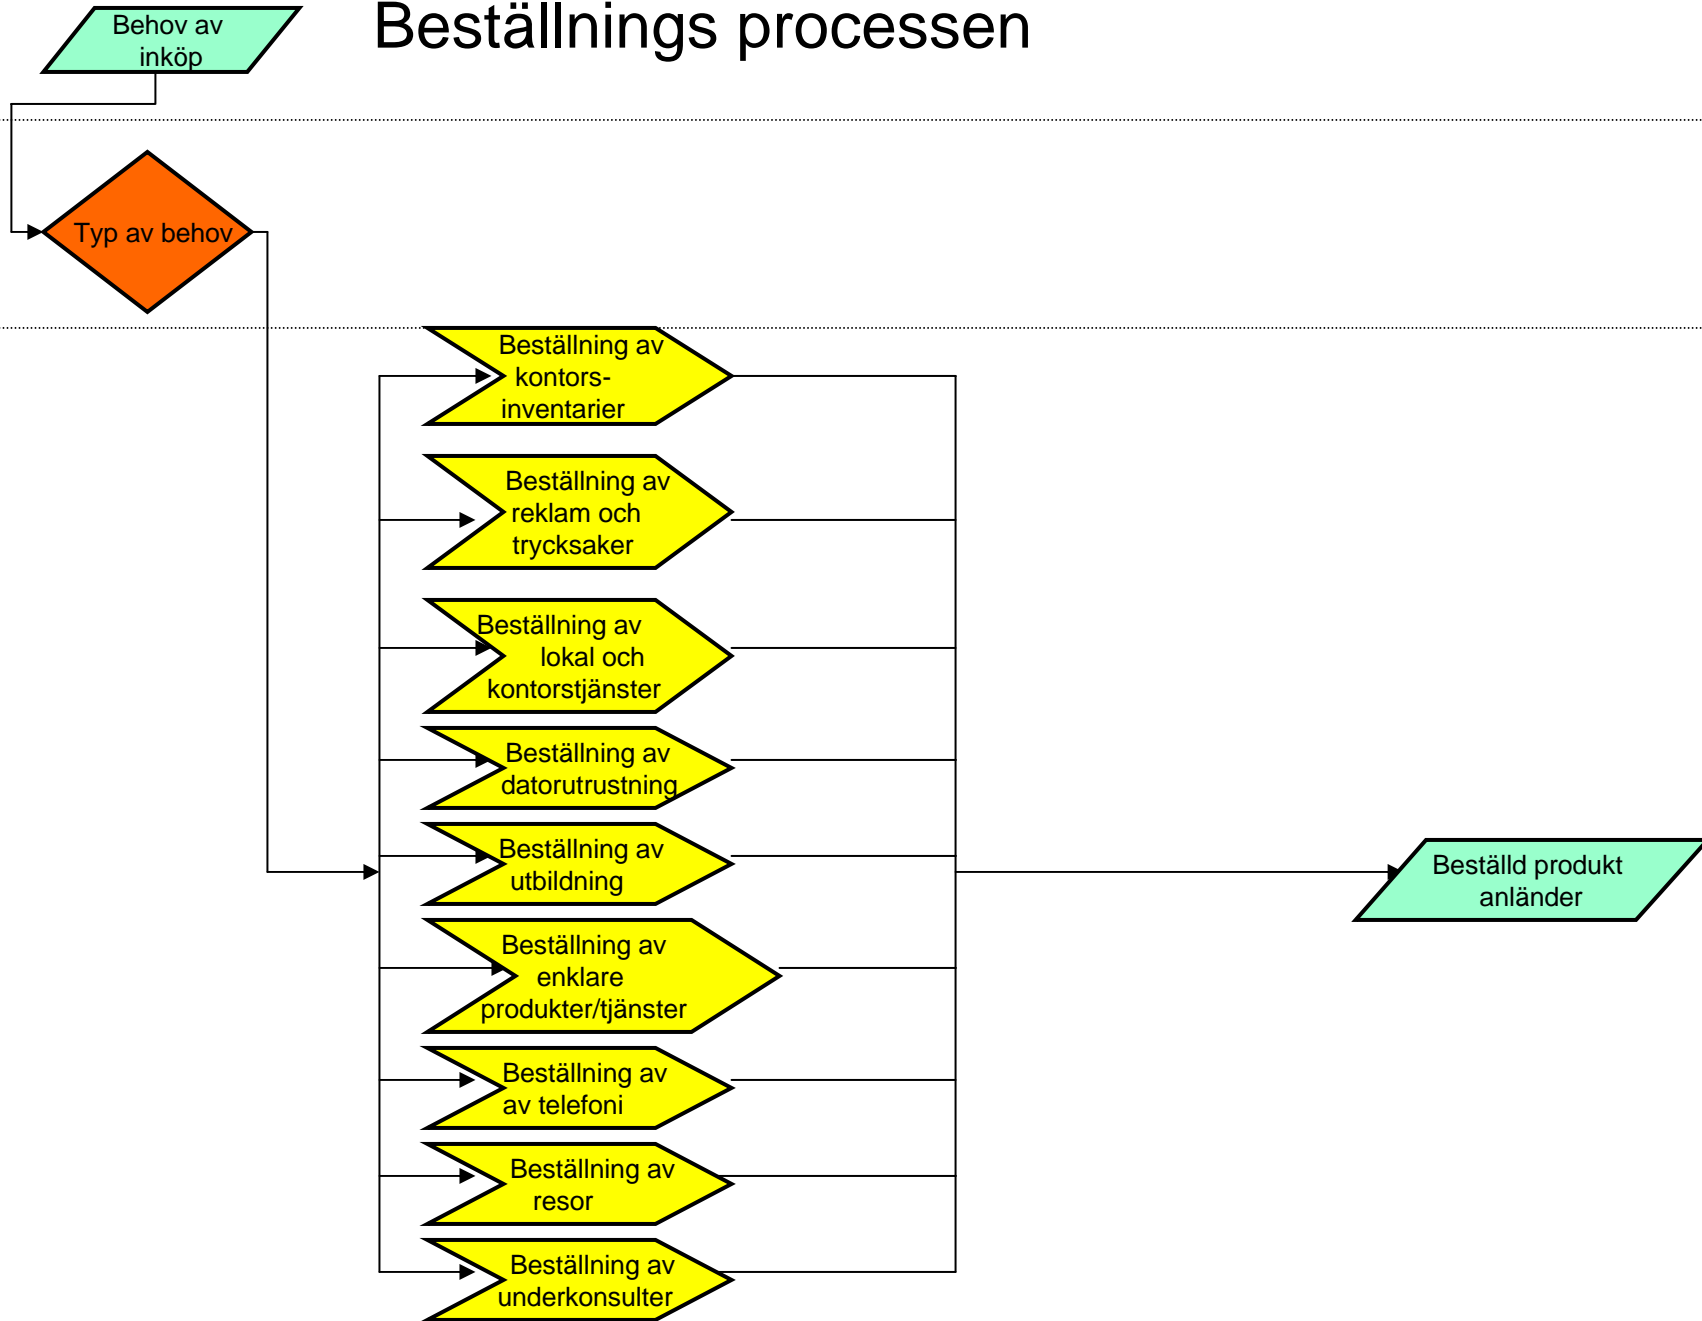 Beställnings processen
Behov av
inköp
Typ av behov
Beställning av
kontors-
inventarier
Beställning av
reklam och
trycksaker
Beställning av
lokal och
kontorstjänster
Beställning av
datorutrustning
Beställning av
utbildning
Beställning av
enklare
produkter/tjänster
Beställning av
av telefoni
Beställning av
resor
Beställning av
underkonsulter
Beställd produkt
anländer